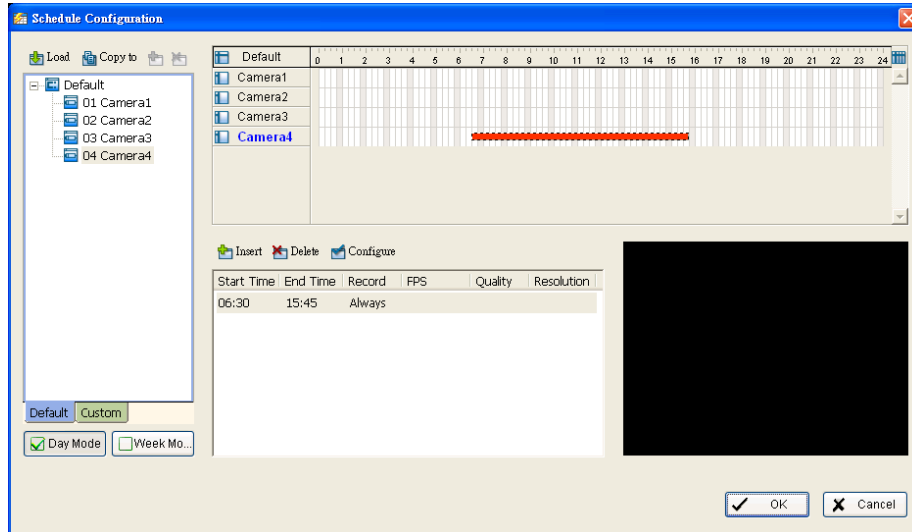 Schedule Configuration
Load Copy to
Default
01 Camera1
02 Camera2
03 Camera3
04 Camera4
Default Custom
Day Mode Week Mo...
Default 0 1 2 3 4 5 6 7 8 9 10 11 12 13 14 15 16 17 18 19 20 21 22 23 24
Camera1
Camera2
Camera3
Camera4
Insert Delete Configure
Start Time End Time Record FPS Quality Resolution
06:30 15:45 Always
OK Cancel